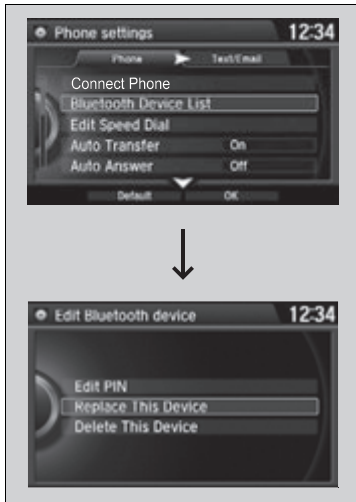 Phone settings 12:34
Phone Text/Email
Connect Phone
Bluetooth Device List
Edit Speed Dial
Auto Transfer On
Auto Answer Off
Default OK
Edit Bluetooth device 12:34
Edit PIN
Replace This Device
Delete This Device